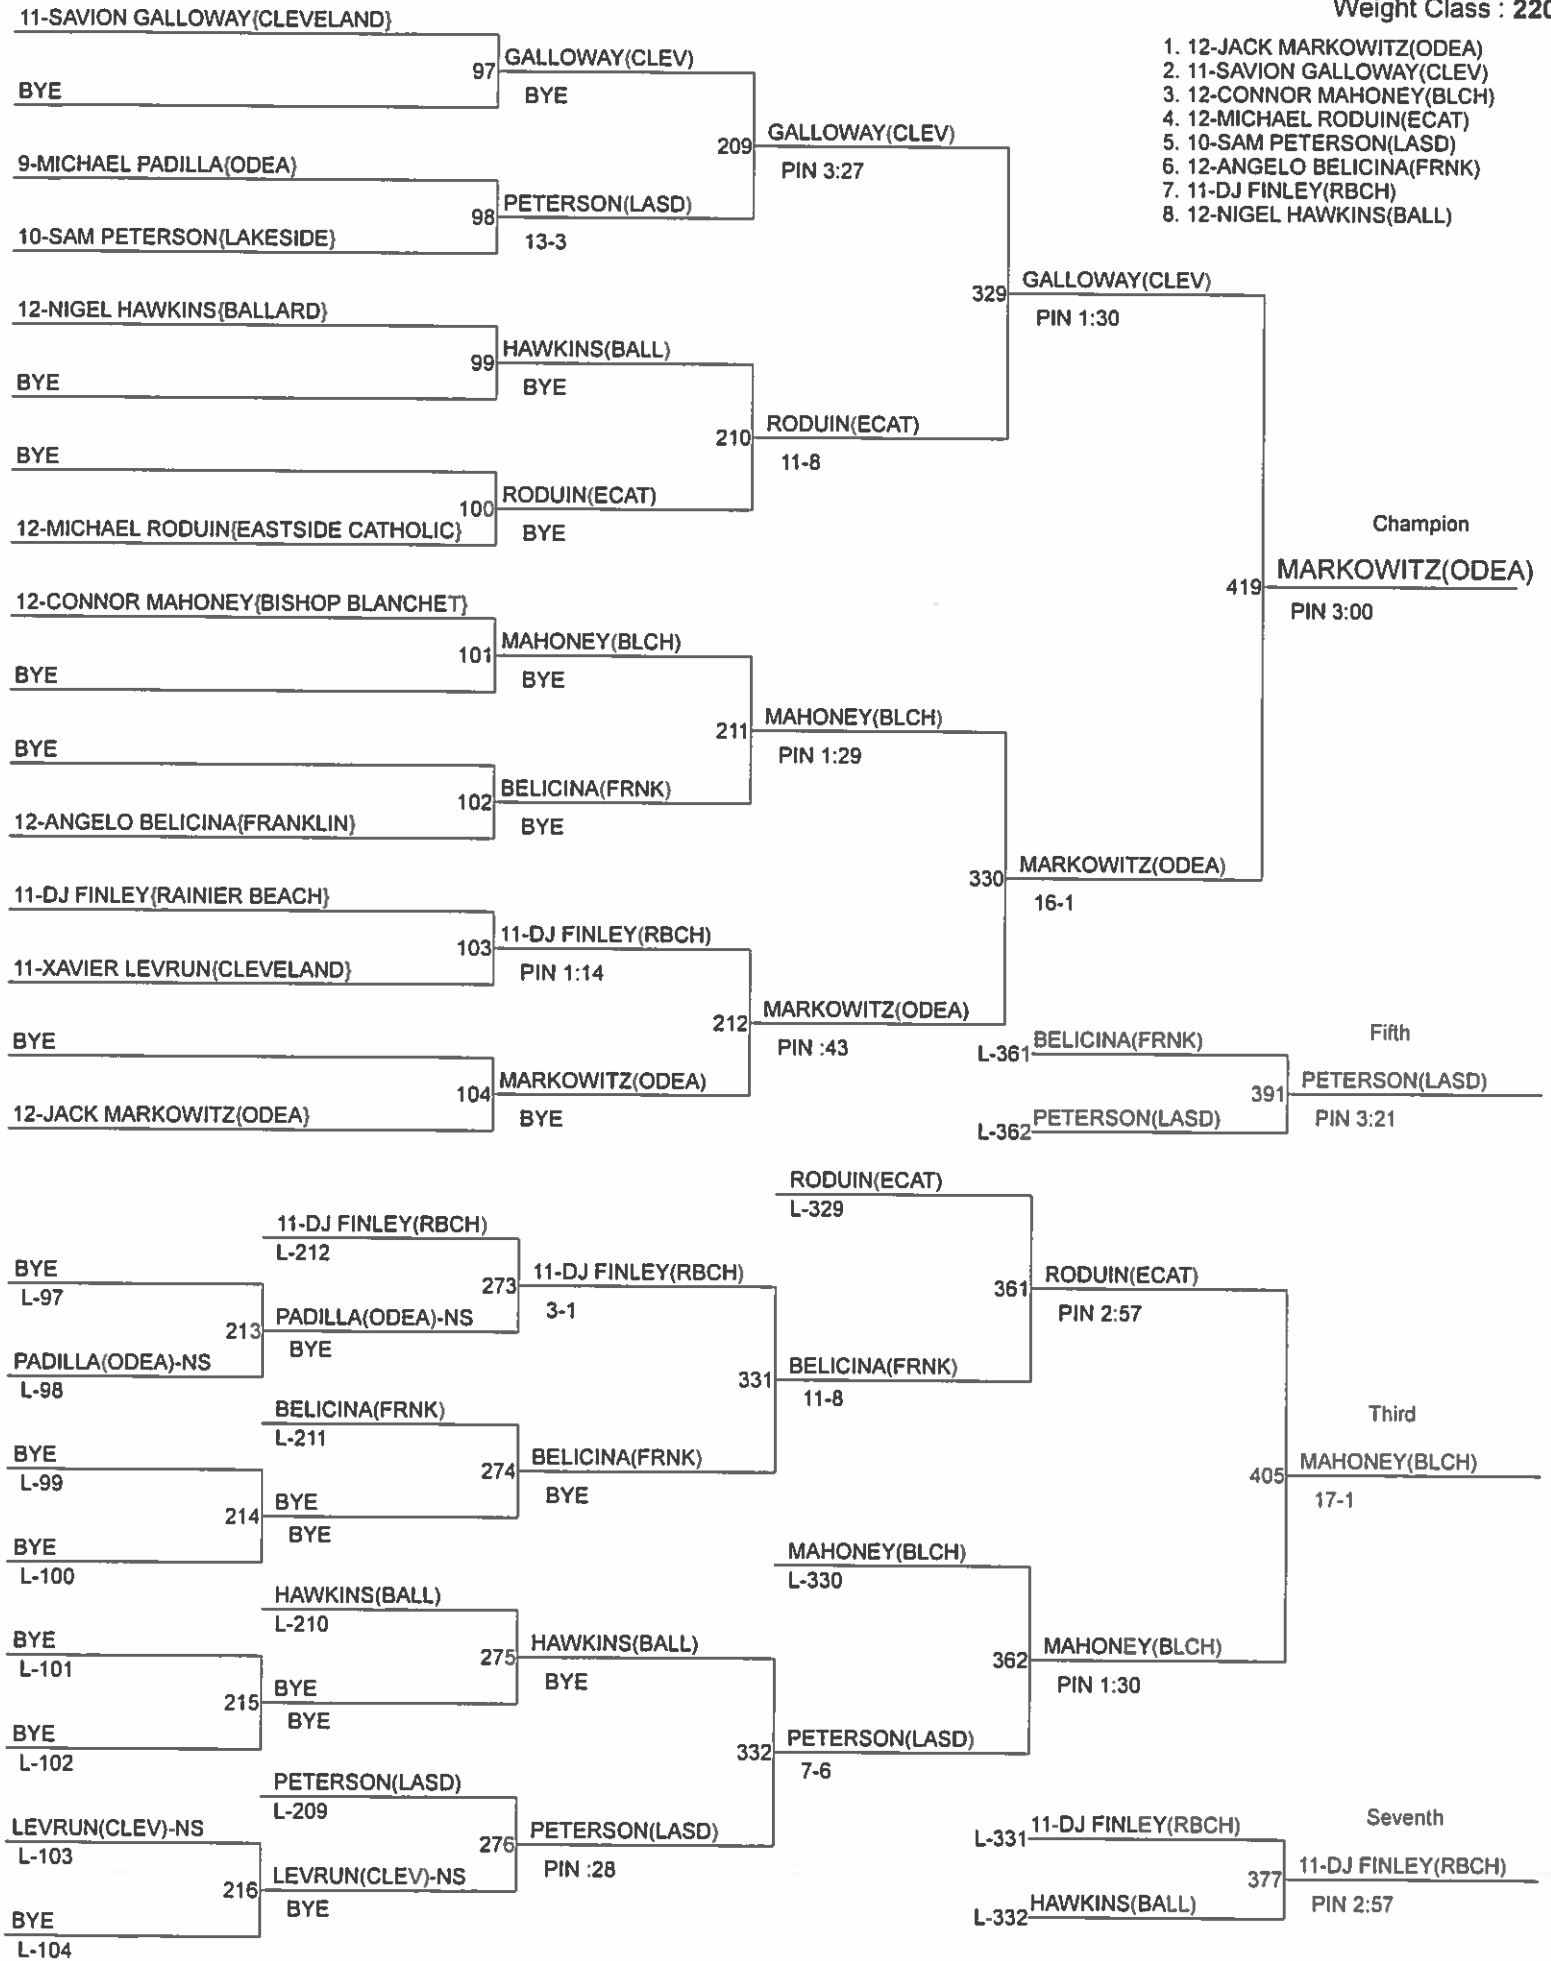 Weight Class : 220
1. 12-JACK MARKOWITZ(ODEA)
2. 11-SAVION GALLOWAY(CLEV)
3. 12-CONNOR MAHONEY(BLCH)
4. 12-MICHAEL RODUIN(ECAT)
5. 10-SAM PETERSON(LASD)
6. 12-ANGELO BELICINA(FRNK)
7. 11-DJ FINLEY(RBCH)
8. 12-NIGEL HAWKINS(BALL)
11-SAVION GALLOWAY{CLEVELAND}
BYE
9-MICHAEL PADILLA{ODEA}
10-SAM PETERSON{LAKESIDE}
12-NIGEL HAWKINS{BALLARD}
BYE
BYE
12-MICHAEL RODUIN{EASTSIDE CATHOLIC}
12-CONNOR MAHONEY{BISHOP BLANCHET}
BYE
BYE
12-ANGELO BELICINA{FRANKLIN}
11-DJ FINLEY{RAINIER BEACH}
11-XAVIER LEVRUN{CLEVELAND}
BYE
12-JACK MARKOWITZ{ODEA}
97 GALLOWAY(CLEV)
BYE
98 PETERSON(LASD)
13-3
99 HAWKINS(BALL)
BYE
100 RODUIN(ECAT)
BYE
101 MAHONEY(BLCH)
BYE
102 BELICINA(FRNK)
BYE
103 11-DJ FINLEY(RBCH)
PIN 1:14
104 MARKOWITZ(ODEA)
BYE
209 GALLOWAY(CLEV)
PIN 3:27
210 RODUIN(ECAT)
11-8
211 MAHONEY(BLCH)
PIN 1:29
212 MARKOWITZ(ODEA)
PIN :43
329 GALLOWAY(CLEV)
PIN 1:30
330 MARKOWITZ(ODEA)
16-1
Champion
419 MARKOWITZ(ODEA)
PIN 3:00
Fifth
L-361 BELICINA(FRNK)
L-362 PETERSON(LASD)
391 PETERSON(LASD)
PIN 3:21
BYE
L-97
PADILLA(ODEA)-NS
L-98
BYE
L-99
BYE
L-100
BYE
L-101
BYE
L-102
LEVRUN(CLEV)-NS
L-103
BYE
L-104
11-DJ FINLEY(RBCH)
L-212
213 PADILLA(ODEA)-NS
BYE
BELICINA(FRNK)
L-211
214 BYE
BYE
HAWKINS(BALL)
L-210
215 BYE
BYE
PETERSON(LASD)
L-209
216 LEVRUN(CLEV)-NS
BYE
273 11-DJ FINLEY(RBCH)
3-1
274 BELICINA(FRNK)
BYE
275 HAWKINS(BALL)
BYE
276 PETERSON(LASD)
PIN :28
RODUIN(ECAT)
L-329
331 BELICINA(FRNK)
11-8
MAHONEY(BLCH)
L-330
332 PETERSON(LASD)
7-6
361 RODUIN(ECAT)
PIN 2:57
362 MAHONEY(BLCH)
PIN 1:30
Third
405 MAHONEY(BLCH)
17-1
Seventh
L-331 11-DJ FINLEY(RBCH)
L-332 HAWKINS(BALL)
377 11-DJ FINLEY(RBCH)
PIN 2:57